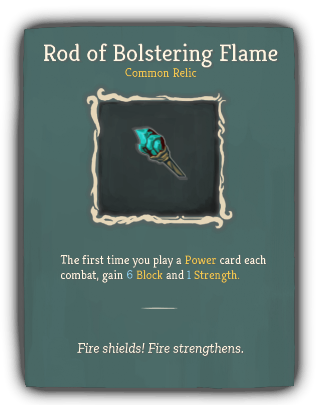 Rod of Bolstering Flame
Common Relic
The first time you play a Power card each
combat, gain 6 Block and 1 Strength.
Fire shields! Fire strengthens.